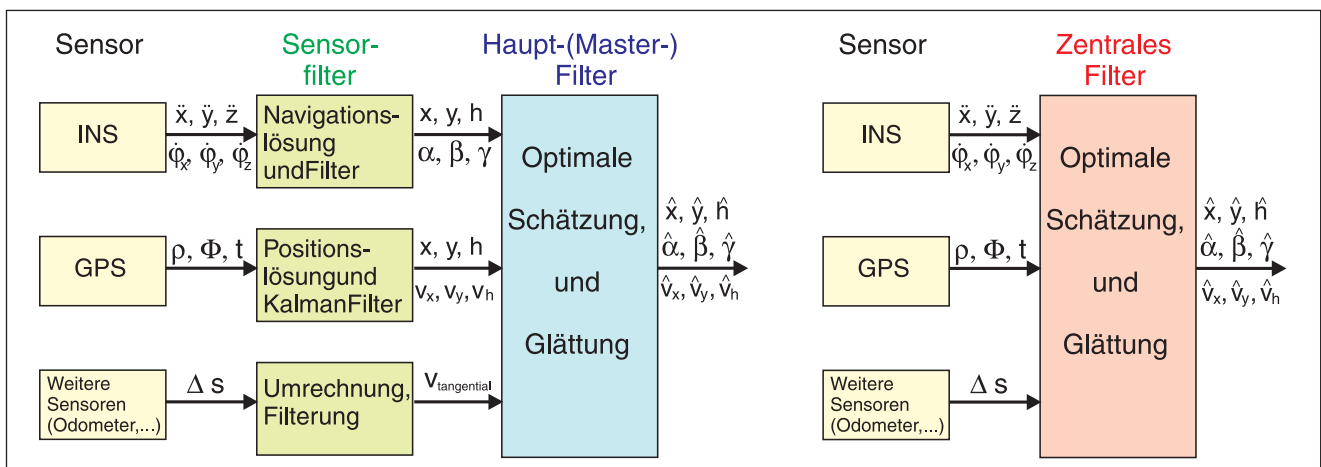 Sensor
Sensor-
filter
Haupt-(Master-)
Filter
INS
ẍ, ÿ, z̈
φ̇x, φ̇y, φ̇z
Navigations-
lösung
undFilter
x, y, h
α, β, γ
GPS
ρ, Φ, t
Positions-
lösungund
KalmanFilter
x, y, h
vx, vy, vh
Weitere
Sensoren
(Odometer,...)
Δ s
Umrechnung,
Filterung
vtangential
Optimale
Schätzung,
und
Glättung
x̂, ŷ, ĥ
α̂, β̂, γ̂
v̂x, v̂y, v̂h
Sensor
Zentrales
Filter
INS
ẍ, ÿ, z̈
φ̇x, φ̇y, φ̇z
GPS
ρ, Φ, t
Weitere
Sensoren
(Odometer,...)
Δ s
Optimale
Schätzung,
und
Glättung
x̂, ŷ, ĥ
α̂, β̂, γ̂
v̂x, v̂y, v̂h